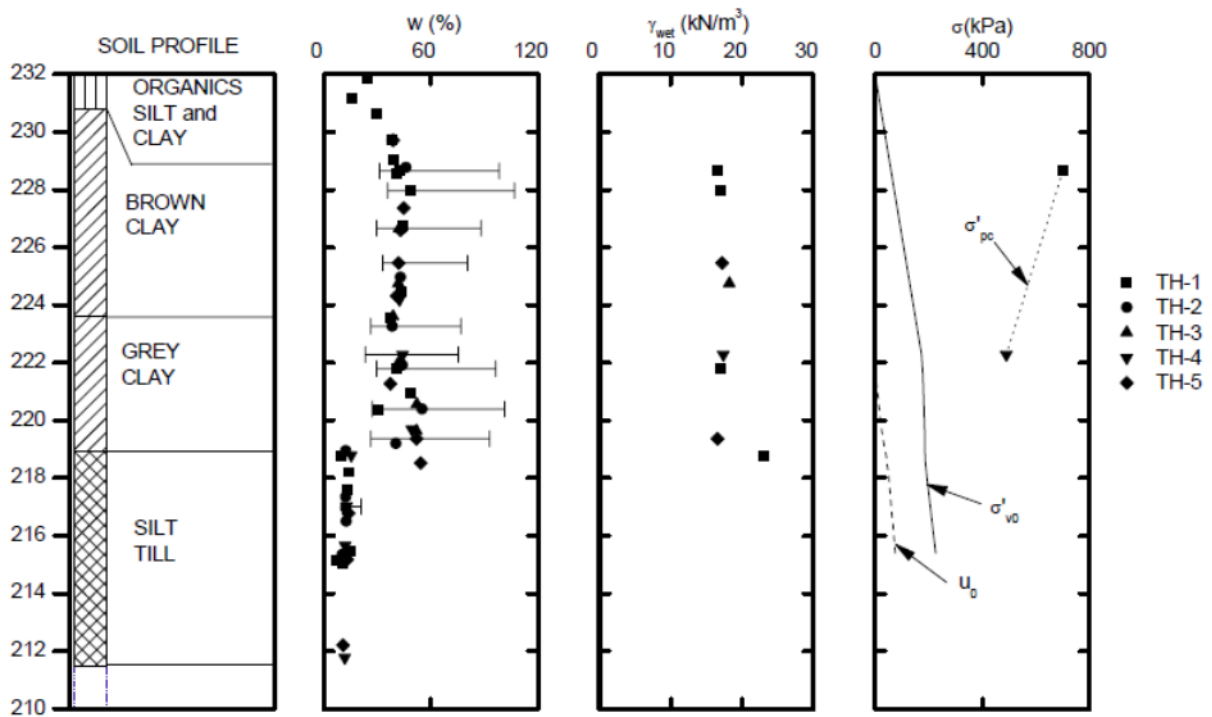 SOIL PROFILE
w (%)
γwet (kN/m³)
σ(kPa)
0 60 120
0 10 20 30
0 400 800
232
230
228
226
224
222
220
218
216
214
212
210
ORGANICS
SILT and
CLAY
BROWN
CLAY
GREY
CLAY
SILT
TILL
σ'pc
σ'v0
u0
TH-1
TH-2
TH-3
TH-4
TH-5